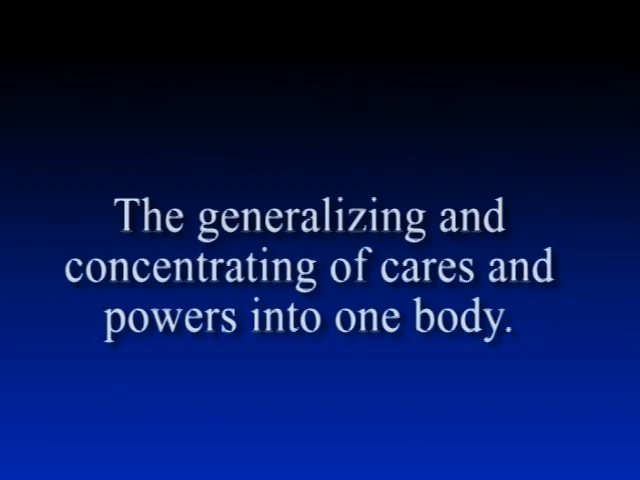 The generalizing and
concentrating of cares and
powers into one body.